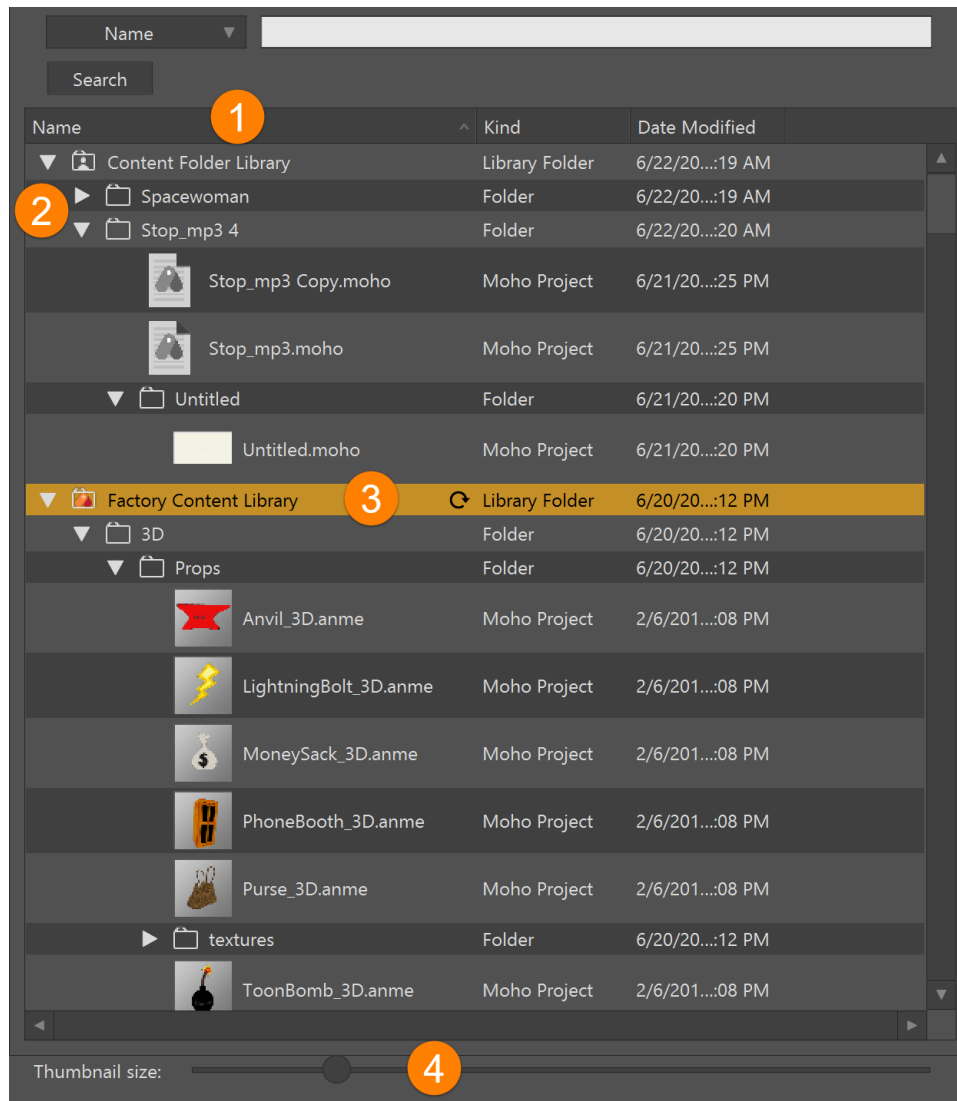 Name
Search
1
Name Kind Date Modified
Content Folder Library Library Folder 6/22/20...:19 AM
2
Spacewoman Folder 6/22/20...:19 AM
Stop_mp3 4 Folder 6/22/20...:20 AM
Stop_mp3 Copy.moho Moho Project 6/21/20...:25 PM
Stop_mp3.moho Moho Project 6/21/20...:25 PM
Untitled Folder 6/21/20...:20 PM
Untitled.moho Moho Project 6/21/20...:20 PM
Factory Content Library 3 Library Folder 6/20/20...:12 PM
3D Folder 6/20/20...:12 PM
Props Folder 6/20/20...:12 PM
Anvil_3D.anme Moho Project 2/6/201...:08 PM
LightningBolt_3D.anme Moho Project 2/6/201...:08 PM
MoneySack_3D.anme Moho Project 2/6/201...:08 PM
PhoneBooth_3D.anme Moho Project 2/6/201...:08 PM
Purse_3D.anme Moho Project 2/6/201...:08 PM
textures Folder 6/20/20...:12 PM
ToonBomb_3D.anme Moho Project 2/6/201...:08 PM
Thumbnail size: 4